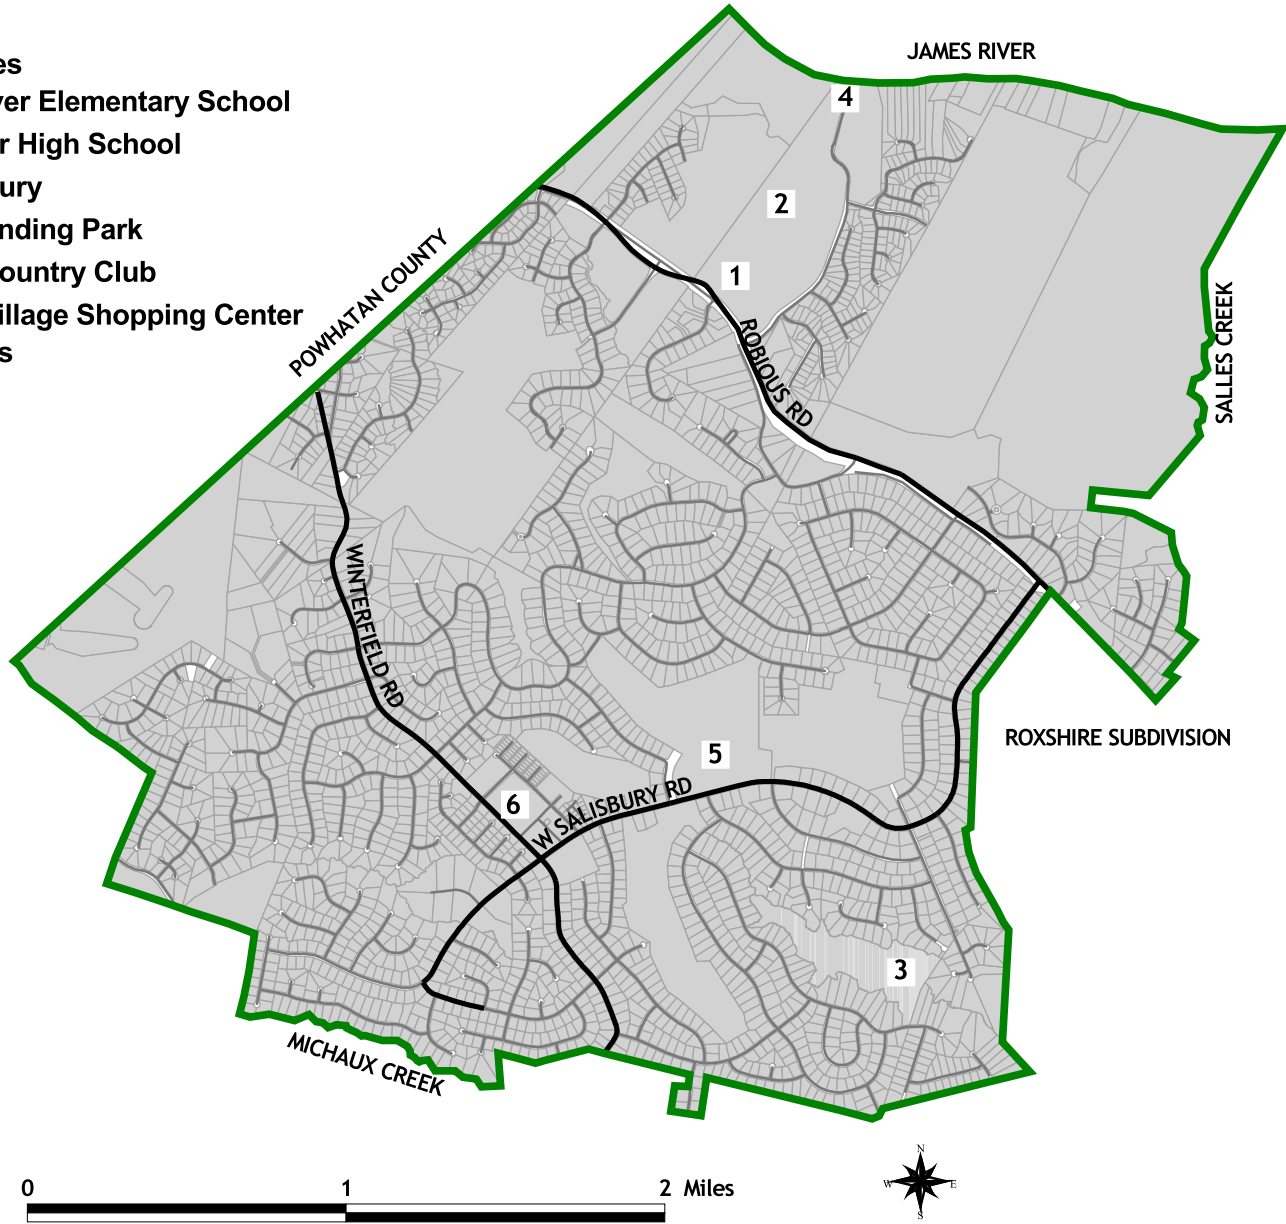 es
ver Elementary School
r High School
ury
nding Park
ountry Club
illage Shopping Center
s
JAMES RIVER
4
2
POWHATAN COUNTY
1
ROBIOUS RD
SALLES CREEK
WINTERFIELD RD
ROXSHIRE SUBDIVISION
5
6
W SALISBURY RD
3
MICHAUX CREEK
N
W E
S
0 1 2 Miles